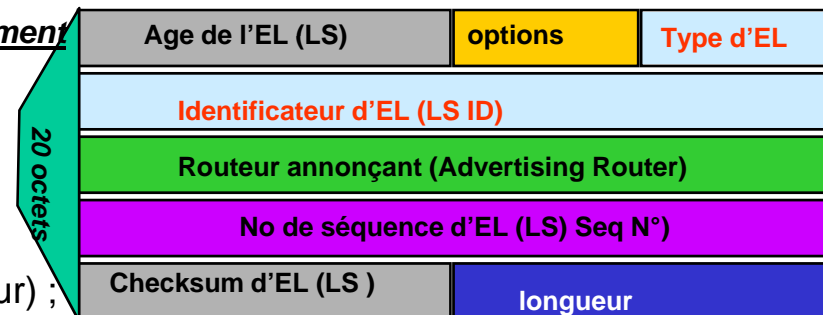 ment
Age de l’EL (LS) options Type d’EL
Identificateur d’EL (LS ID)
20 octets
Routeur annonçant (Advertising Router)
No de séquence d’EL (LS) Seq N°)
ur) ;
Checksum d’EL (LS ) longueur